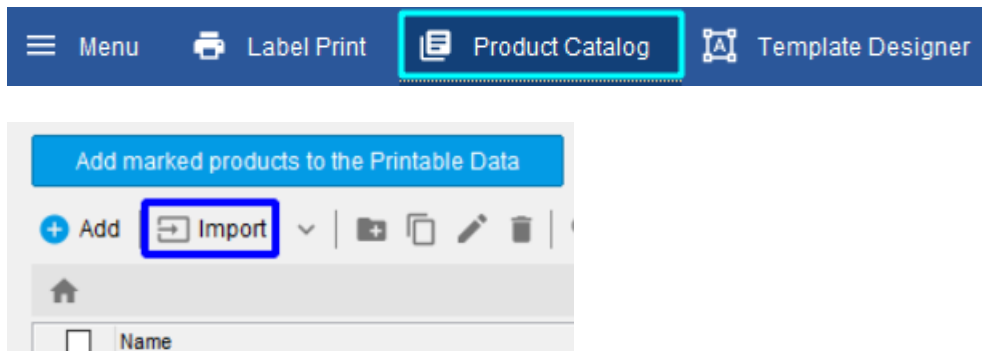 Menu Label Print Product Catalog Template Designer
Add marked products to the Printable Data
Add Import
Name